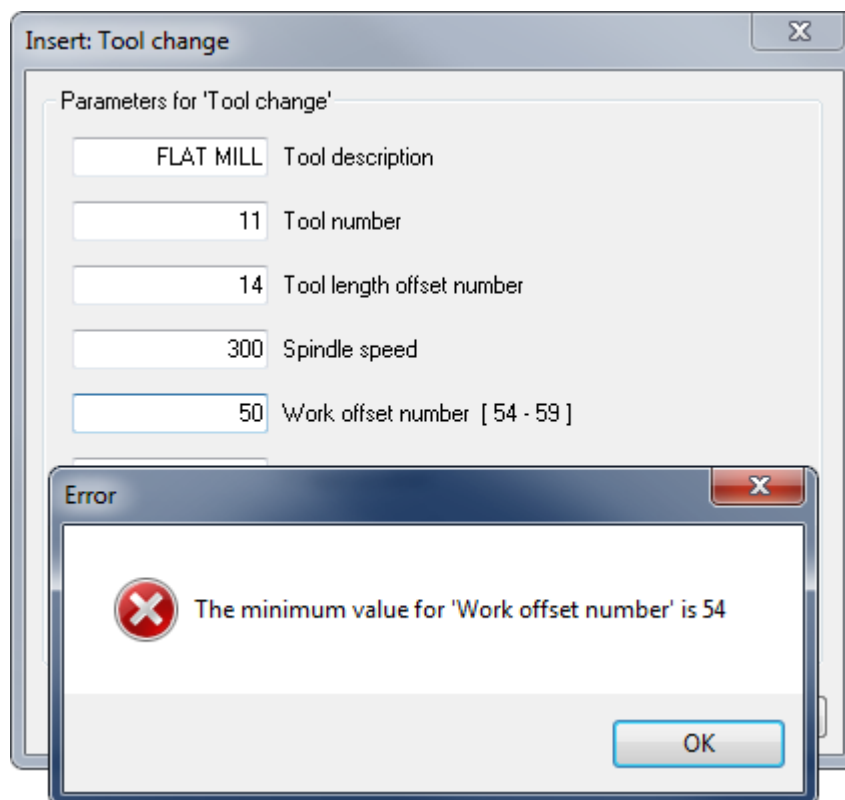 Insert: Tool change
Parameters for 'Tool change'
FLAT MILL Tool description
11 Tool number
14 Tool length offset number
300 Spindle speed
50 Work offset number [ 54 - 59 ]
Error
The minimum value for 'Work offset number' is 54
OK